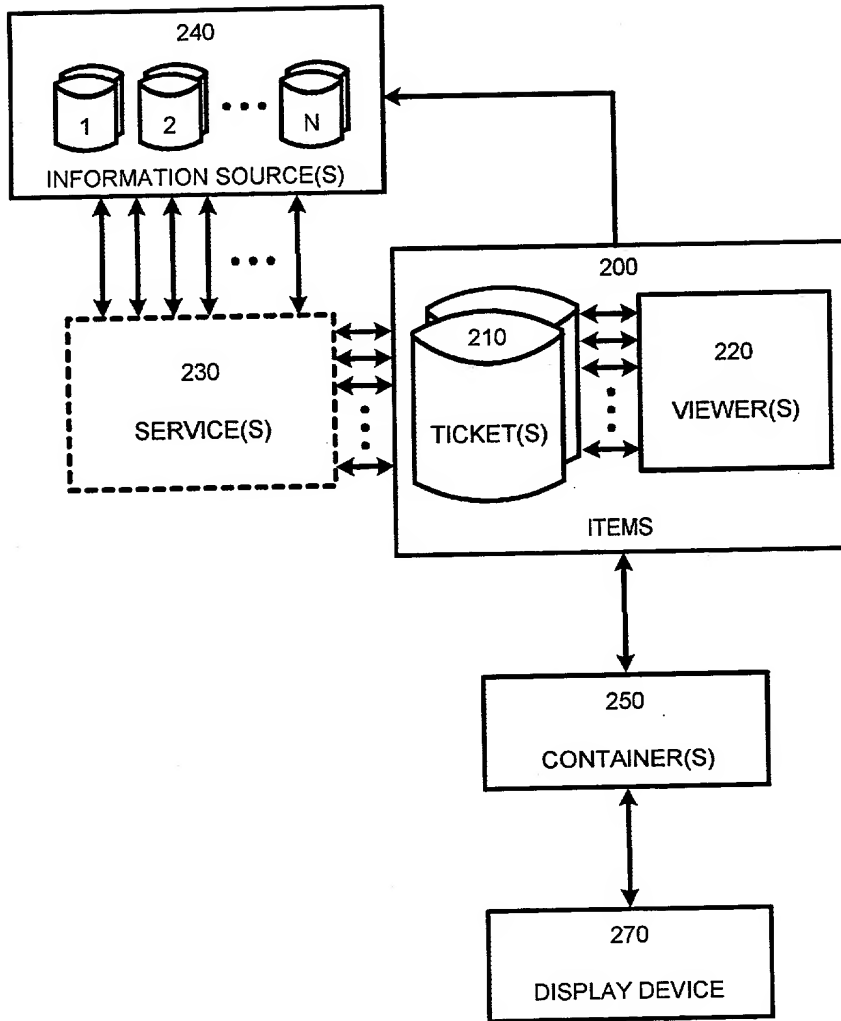 240
1
2
N
INFORMATION SOURCE(S)
200
210
TICKET(S)
220
VIEWER(S)
230
SERVICE(S)
ITEMS
250
CONTAINER(S)
270
DISPLAY DEVICE